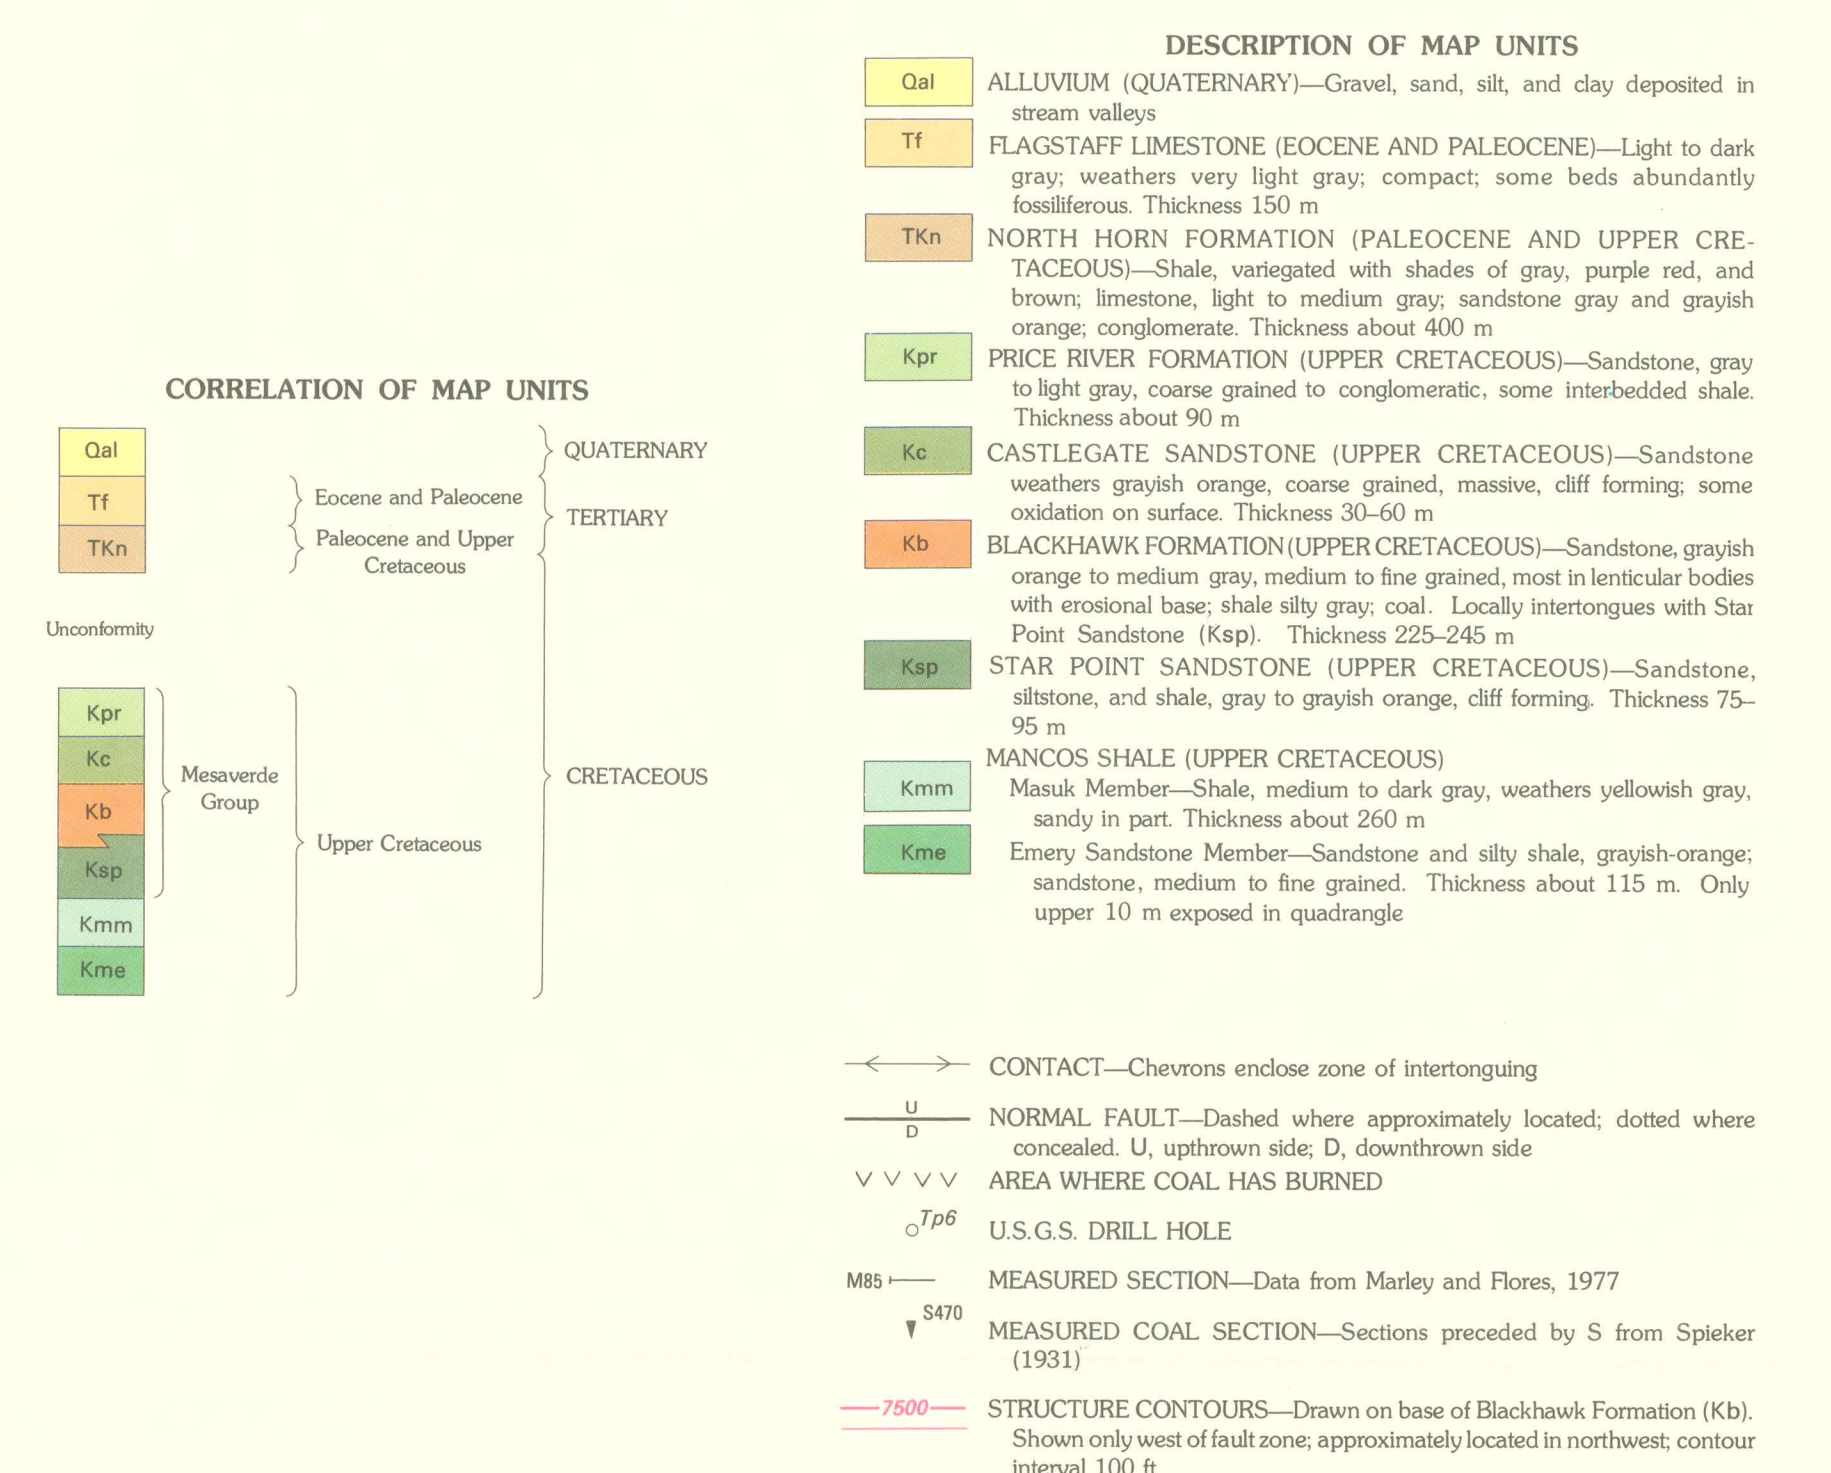 CORRELATION OF MAP UNITS
Qal
QUATERNARY
Tf
Eocene and Paleocene
TERTIARY
TKn
Paleocene and Upper
Cretaceous
Unconformity
Kpr
Kc
Mesaverde
Group
CRETACEOUS
Kb
Upper Cretaceous
Ksp
Kmm
Kme
DESCRIPTION OF MAP UNITS
Qal ALLUVIUM (QUATERNARY)—Gravel, sand, silt, and clay deposited in
stream valleys
Tf FLAGSTAFF LIMESTONE (EOCENE AND PALEOCENE)—Light to dark
gray; weathers very light gray; compact; some beds abundantly
fossiliferous. Thickness 150 m
TKn NORTH HORN FORMATION (PALEOCENE AND UPPER CRE-
TACEOUS)—Shale, variegated with shades of gray, purple red, and
brown; limestone, light to medium gray; sandstone gray and grayish
orange; conglomerate. Thickness about 400 m
Kpr PRICE RIVER FORMATION (UPPER CRETACEOUS)—Sandstone, gray
to light gray, coarse grained to conglomeratic, some interbedded shale.
Thickness about 90 m
Kc CASTLEGATE SANDSTONE (UPPER CRETACEOUS)—Sandstone
weathers grayish orange, coarse grained, massive, cliff forming; some
oxidation on surface. Thickness 30–60 m
Kb BLACKHAWK FORMATION (UPPER CRETACEOUS)—Sandstone, grayish
orange to medium gray, medium to fine grained, most in lenticular bodies
with erosional base; shale silty gray; coal. Locally intertongues with Star
Point Sandstone (Ksp). Thickness 225–245 m
Ksp STAR POINT SANDSTONE (UPPER CRETACEOUS)—Sandstone,
siltstone, and shale, gray to grayish orange, cliff forming. Thickness 75–
95 m
MANCOS SHALE (UPPER CRETACEOUS)
Kmm Masuk Member—Shale, medium to dark gray, weathers yellowish gray,
sandy in part. Thickness about 260 m
Kme Emery Sandstone Member—Sandstone and silty shale, grayish-orange;
sandstone, medium to fine grained. Thickness about 115 m. Only
upper 10 m exposed in quadrangle
CONTACT—Chevrons enclose zone of intertonguing
U
D
NORMAL FAULT—Dashed where approximately located; dotted where
concealed. U, upthrown side; D, downthrown side
AREA WHERE COAL HAS BURNED
Tp6 U.S.G.S. DRILL HOLE
M85 MEASURED SECTION—Data from Marley and Flores, 1977
S470 MEASURED COAL SECTION—Sections preceded by S from Spieker
(1931)
7500 STRUCTURE CONTOURS—Drawn on base of Blackhawk Formation (Kb).
Shown only west of fault zone; approximately located in northwest; contour
interval 100 ft